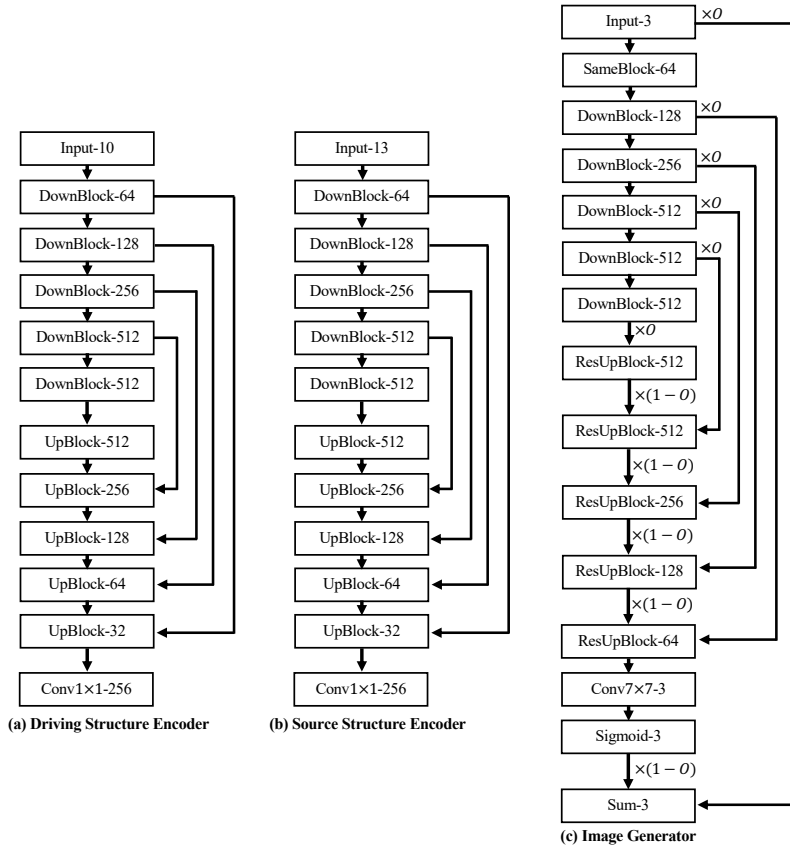 Input-10
DownBlock-64
DownBlock-128
DownBlock-256
DownBlock-512
DownBlock-512
UpBlock-512
UpBlock-256
UpBlock-128
UpBlock-64
UpBlock-32
Conv1×1-256
(a) Driving Structure Encoder
Input-13
DownBlock-64
DownBlock-128
DownBlock-256
DownBlock-512
DownBlock-512
UpBlock-512
UpBlock-256
UpBlock-128
UpBlock-64
UpBlock-32
Conv1×1-256
(b) Source Structure Encoder
Input-3 ×O
SameBlock-64
DownBlock-128 ×O
DownBlock-256 ×O
DownBlock-512 ×O
DownBlock-512 ×O
DownBlock-512
×O
ResUpBlock-512
×(1−O)
ResUpBlock-512
×(1−O)
ResUpBlock-256
×(1−O)
ResUpBlock-128
×(1−O)
ResUpBlock-64
Conv7×7-3
Sigmoid-3
×(1−O)
Sum-3
(c) Image Generator